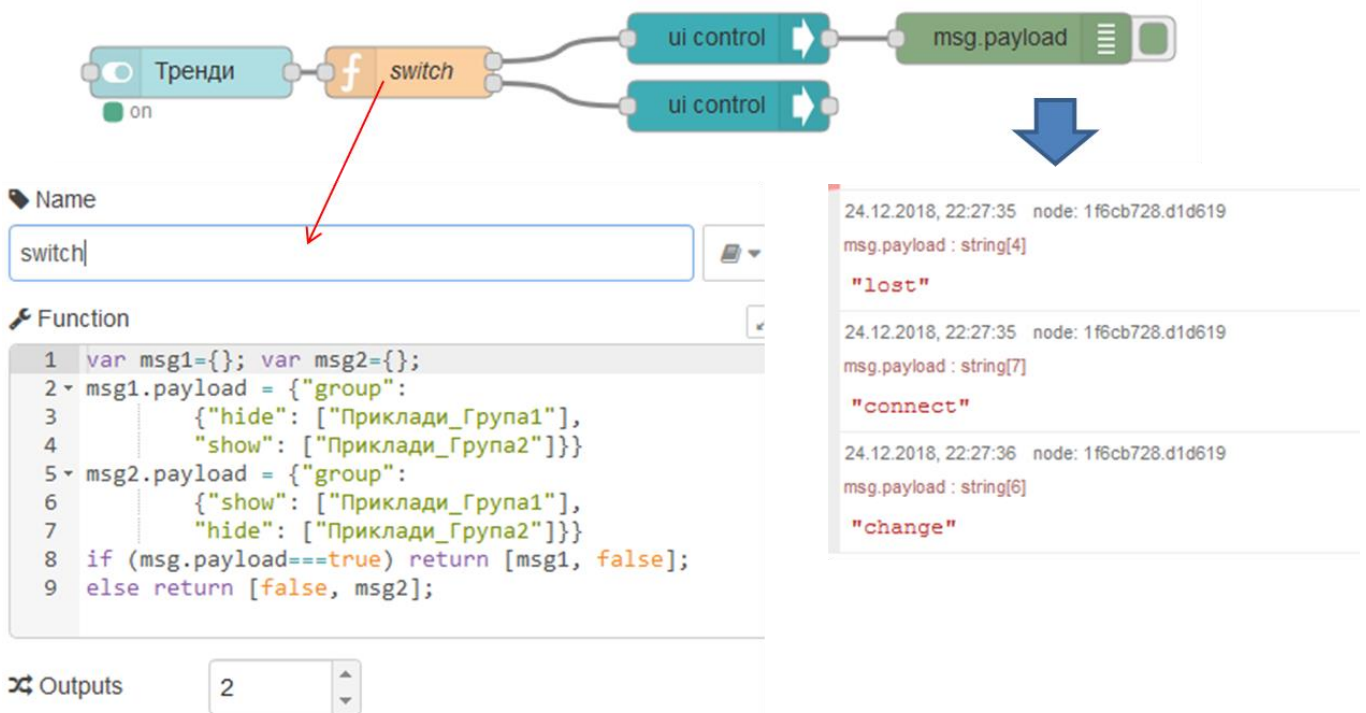 ui control
msg.payload
Тренди
switch
on
ui control
Name
switch
Function
1 var msg1={}; var msg2={};
2 msg1.payload = {"group":
3 {"hide": ["Приклади_Група1"],
4 "show": ["Приклади_Група2"]}}
5 msg2.payload = {"group":
6 {"show": ["Приклади_Група1"],
7 "hide": ["Приклади_Група2"]}}
8 if (msg.payload===true) return [msg1, false];
9 else return [false, msg2];
Outputs 2
24.12.2018, 22:27:35 node: 1f6cb728.d1d619
msg.payload : string[4]
"lost"
24.12.2018, 22:27:35 node: 1f6cb728.d1d619
msg.payload : string[7]
"connect"
24.12.2018, 22:27:36 node: 1f6cb728.d1d619
msg.payload : string[6]
"change"